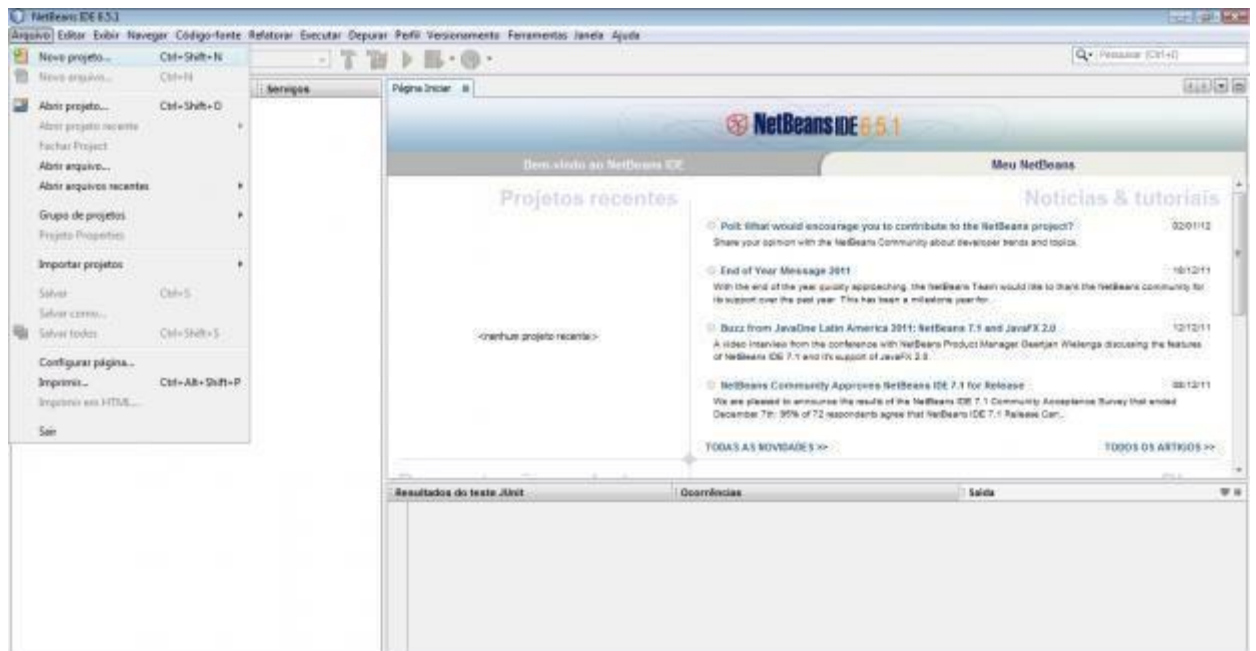 NetBeans IDE 6.5.1
Arquivo Editar Exibir Navegar Código-fonte Refatorar Executar Depurar Perfil Versionamento Ferramentas Janela Ajuda
Novo projeto... Ctrl+Shift+N
Novo arquivo... Ctrl+N
Abrir projeto... Ctrl+Shift+O
Abrir projeto recente
Fechar Project
Abrir arquivo...
Abrir arquivos recentes
Grupo de projetos
Projeto Properties
Importar projetos
Salvar Ctrl+S
Salvar como...
Salvar todos Ctrl+Shift+S
Configurar página...
Imprimir... Ctrl+Alt+Shift+P
Imprimir em HTML...
Sair
Pesquisar (Ctrl+I)
Serviços
Página Iniciar
NetBeans IDE 6.5.1
Bem-vindo ao NetBeans IDE
Meu NetBeans
Projetos recentes
<nenhum projeto recente>
Notícias & tutoriais
Poll: What would encourage you to contribute to the NetBeans project? 02/01/12
Share your opinion with the NetBeans Community about developer trends and topics.
End of Year Message 2011 16/12/11
With the end of the year quickly approaching, the NetBeans Team would like to thank the NetBeans community for
its support over the past year. This has been a milestone year for...
Buzz from JavaOne Latin America 2011: NetBeans 7.1 and JavaFX 2.0 12/12/11
A video interview from the conference with NetBeans Product Manager Geertjan Wielenga discussing the features
of NetBeans IDE 7.1 and it's support of JavaFX 2.0.
NetBeans Community Approves NetBeans IDE 7.1 for Release 08/12/11
We are pleased to announce the results of the NetBeans IDE 7.1 Community Acceptance Survey that ended
December 7th: 95% of 72 respondents agree that NetBeans IDE 7.1 Release Can...
TODAS AS NOVIDADES >>
TODOS OS ARTIGOS >>
Resultados do teste JUnit
Ocorrências
Saída